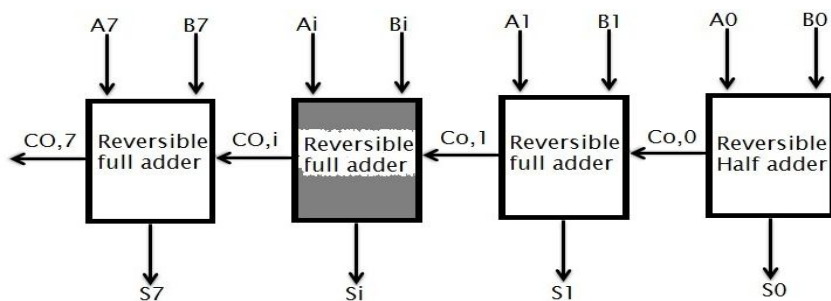 A7 B7 Ai Bi A1 B1 A0 B0
CO,7 Reversible full adder CO,i Reversible full adder Co,1 Reversible full adder Co,0 Reversible Half adder
S7 Si S1 S0